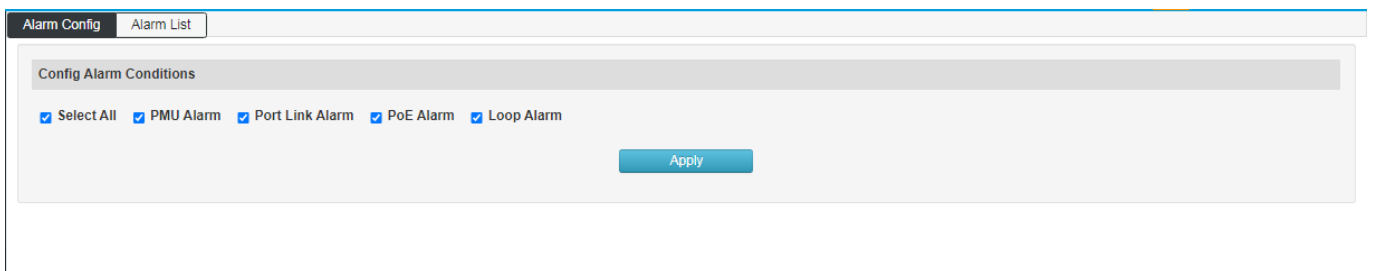 Alarm Config Alarm List
Config Alarm Conditions
Select All PMU Alarm Port Link Alarm PoE Alarm Loop Alarm
Apply